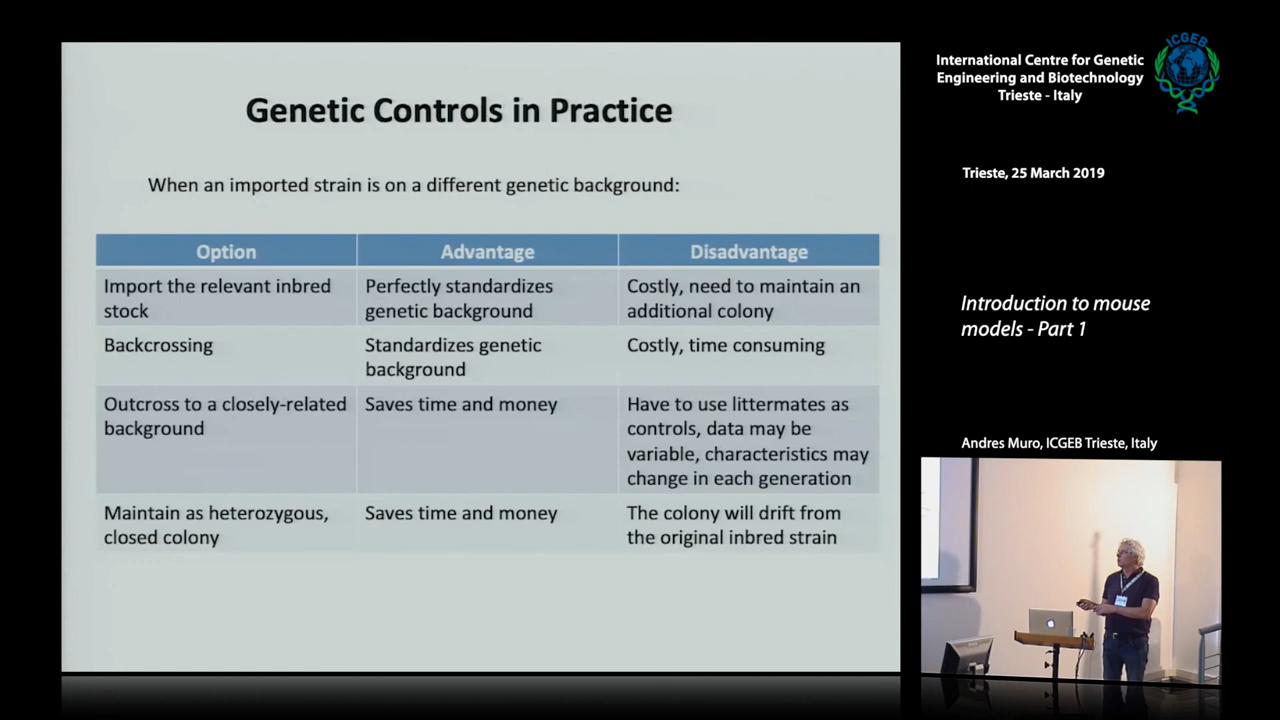 Genetic Controls in Practice
When an imported strain is on a different genetic background:
Option
Advantage
Disadvantage
Import the relevant inbred
stock
Perfectly standardizes
genetic background
Costly, need to maintain an
additional colony
Backcrossing
Standardizes genetic
background
Costly, time consuming
Outcross to a closely-related
background
Saves time and money
Have to use littermates as
controls, data may be
variable, characteristics may
change in each generation
Maintain as heterozygous,
closed colony
Saves time and money
The colony will drift from
the original inbred strain
International Centre for Genetic
Engineering and Biotechnology
Trieste - Italy
ICGEB
Trieste, 25 March 2019
Introduction to mouse
models - Part 1
Andres Muro, ICGEB Trieste, Italy